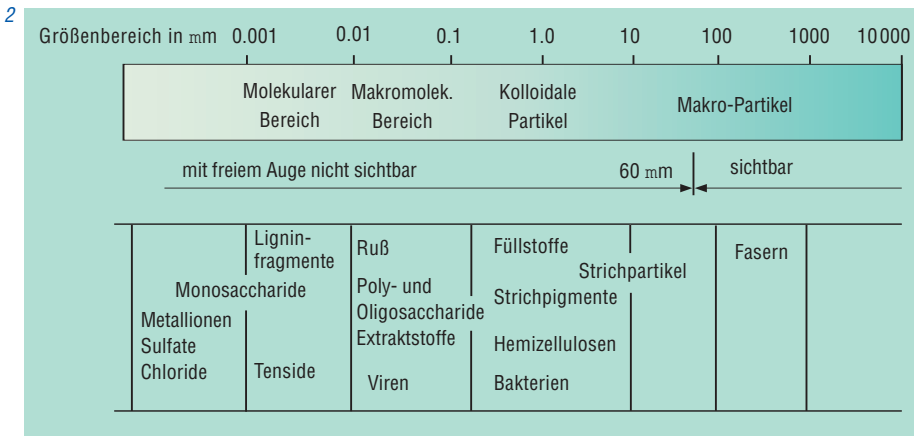 2
Größenbereich in mm 0.001 0.01 0.1 1.0 10 100 1000 10000
Molekularer Makromolek. Kolloidale Makro-Partikel
Bereich Bereich Partikel
mit freiem Auge nicht sichtbar 60 mm sichtbar
Lignin-
fragmente
Ruß
Füllstoffe
Fasern
Strichpartikel
Monosaccharide
Poly- und
Oligosaccharide
Extraktstoffe
Strichpigmente
Metallionen
Sulfate
Chloride
Hemizellulosen
Tenside
Viren
Bakterien